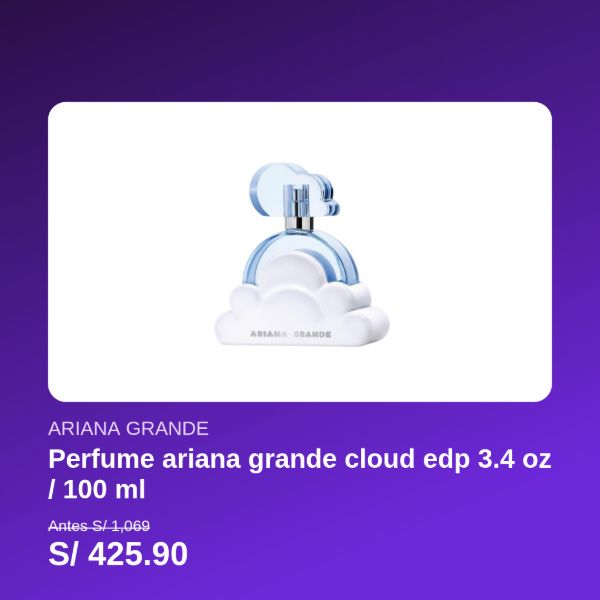 ARIANA GRANDE
ARIANA GRANDE
Perfume ariana grande cloud edp 3.4 oz
/ 100 ml
Antes S/ 1,069
S/ 425.90